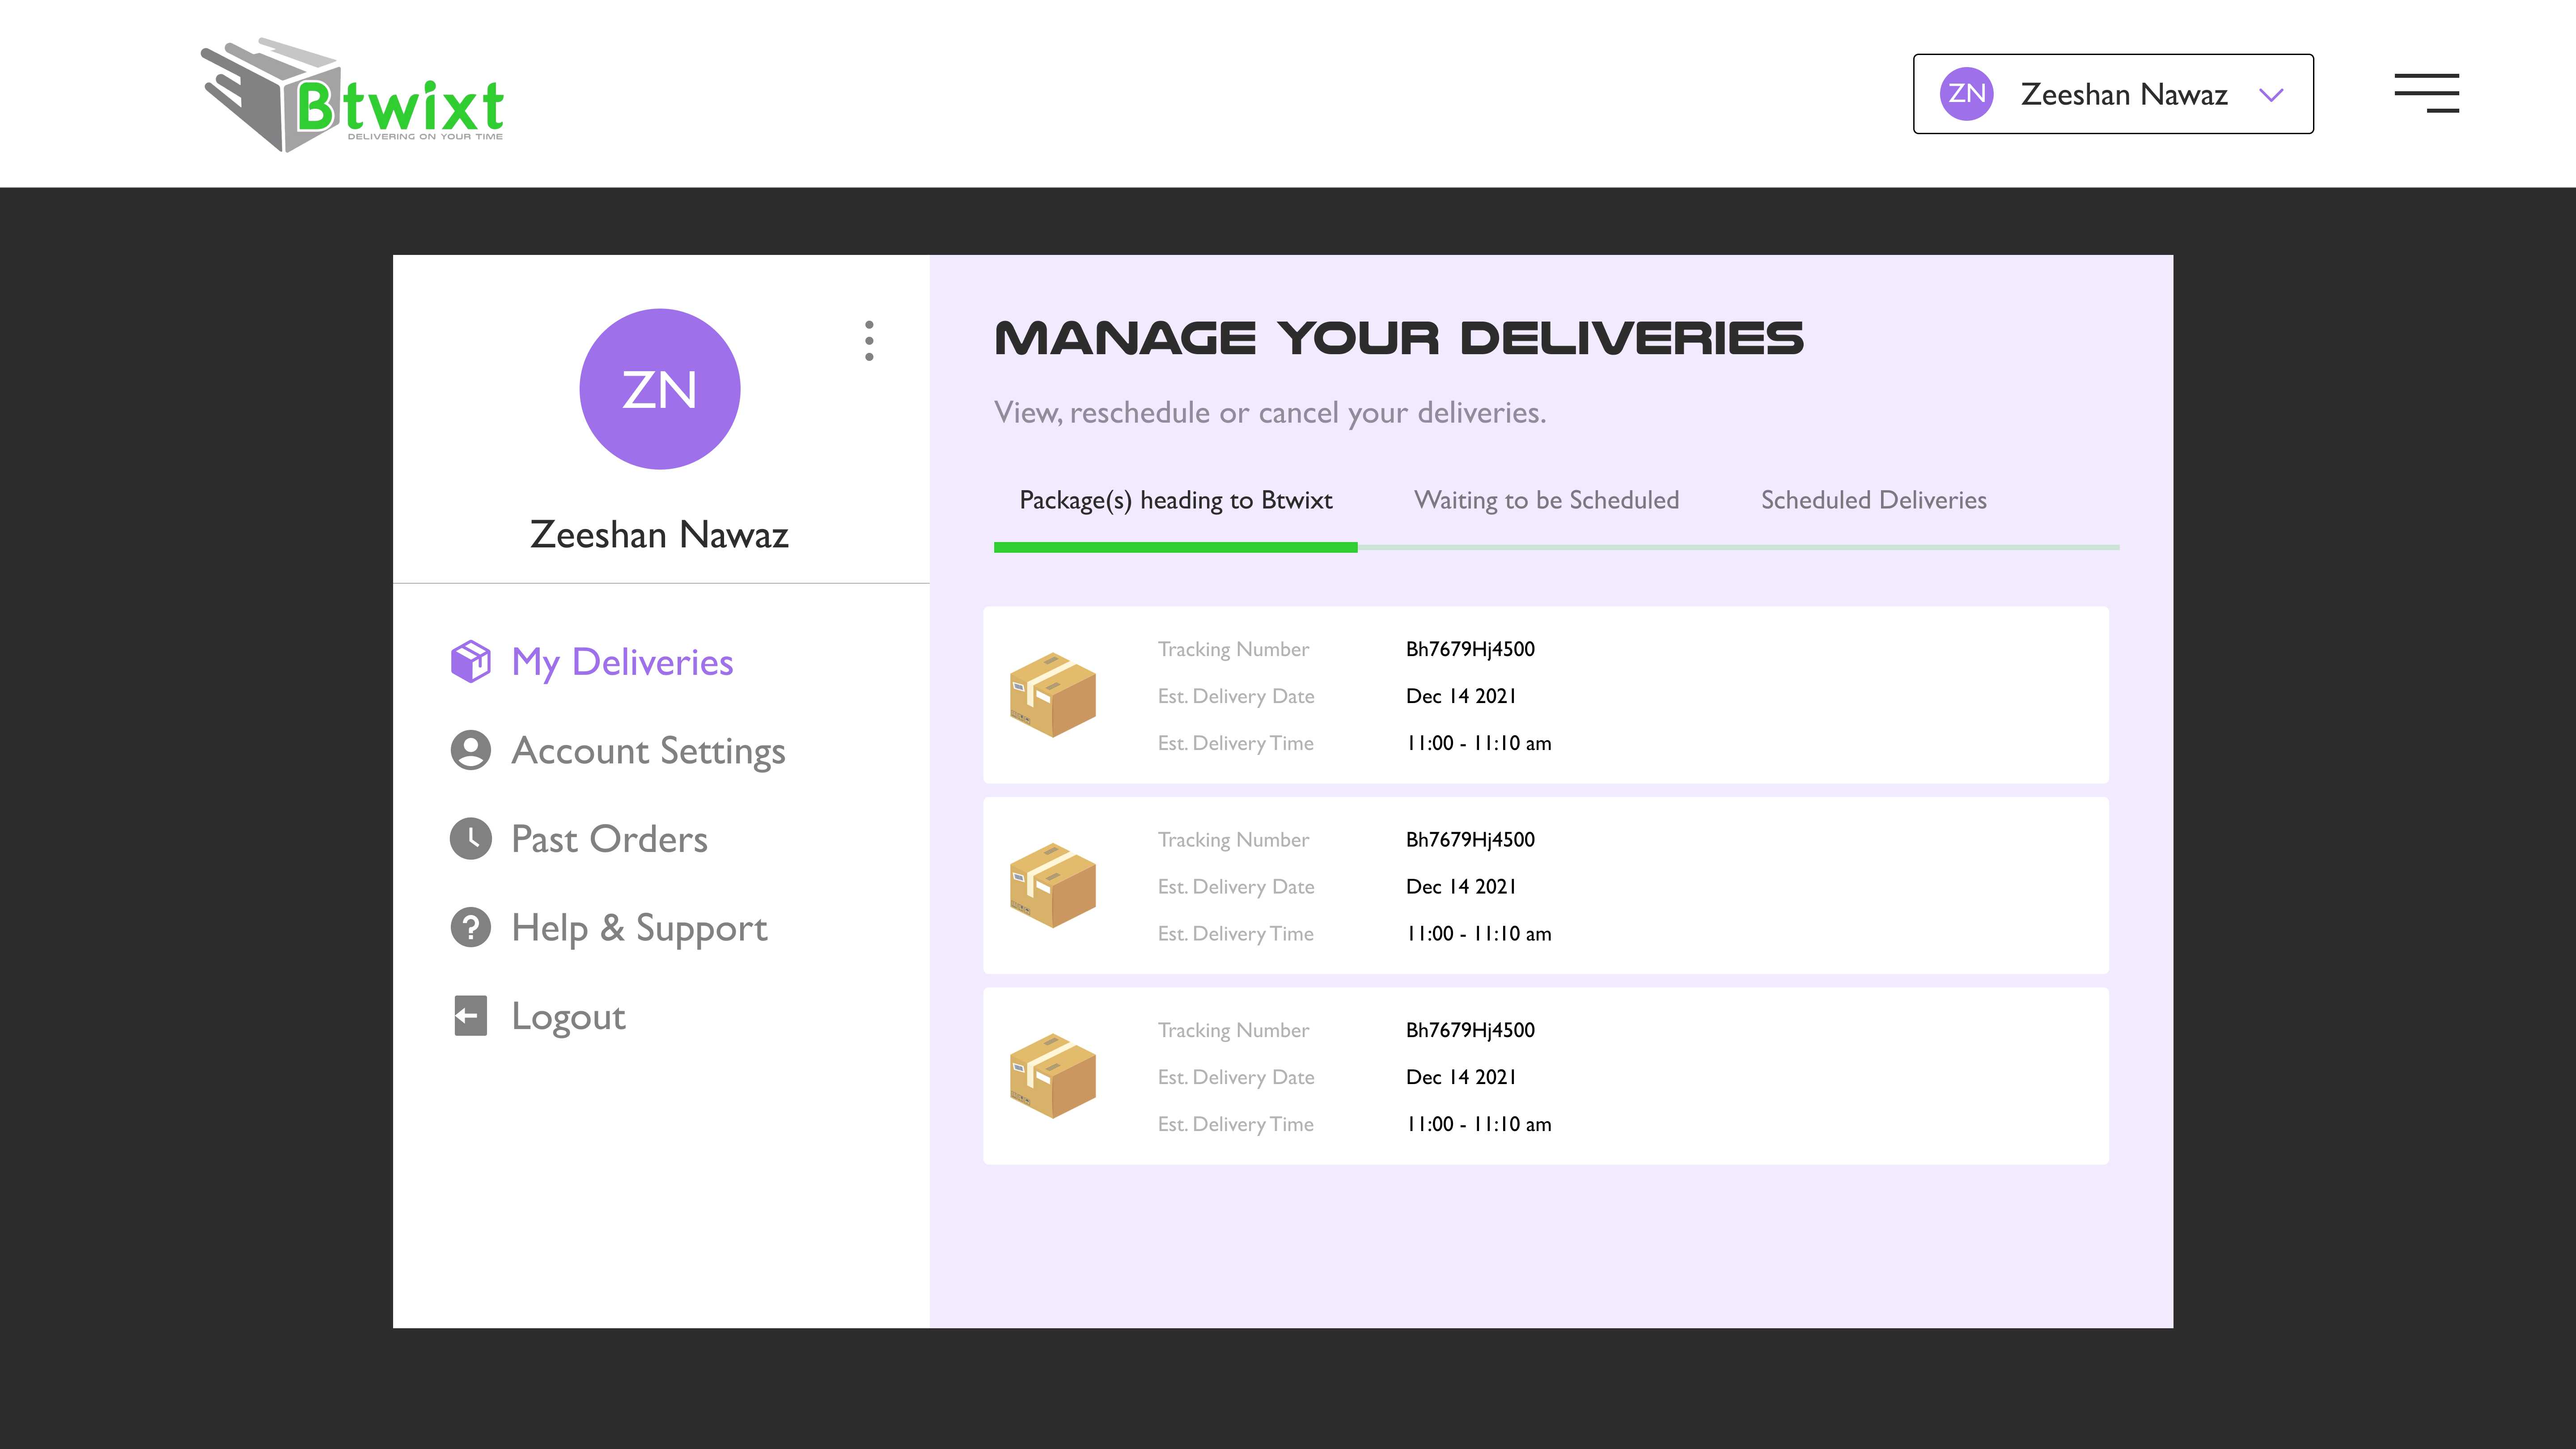 Btwixt
DELIVERING ON YOUR TIME
ZN Zeeshan Nawaz
ZN
Zeeshan Nawaz
My Deliveries
Account Settings
Past Orders
Help & Support
Logout
MANAGE YOUR DELIVERIES
View, reschedule or cancel your deliveries.
Package(s) heading to Btwixt Waiting to be Scheduled Scheduled Deliveries
Tracking Number Bh7679Hj4500
Est. Delivery Date Dec 14 2021
Est. Delivery Time 11:00 - 11:10 am
Tracking Number Bh7679Hj4500
Est. Delivery Date Dec 14 2021
Est. Delivery Time 11:00 - 11:10 am
Tracking Number Bh7679Hj4500
Est. Delivery Date Dec 14 2021
Est. Delivery Time 11:00 - 11:10 am